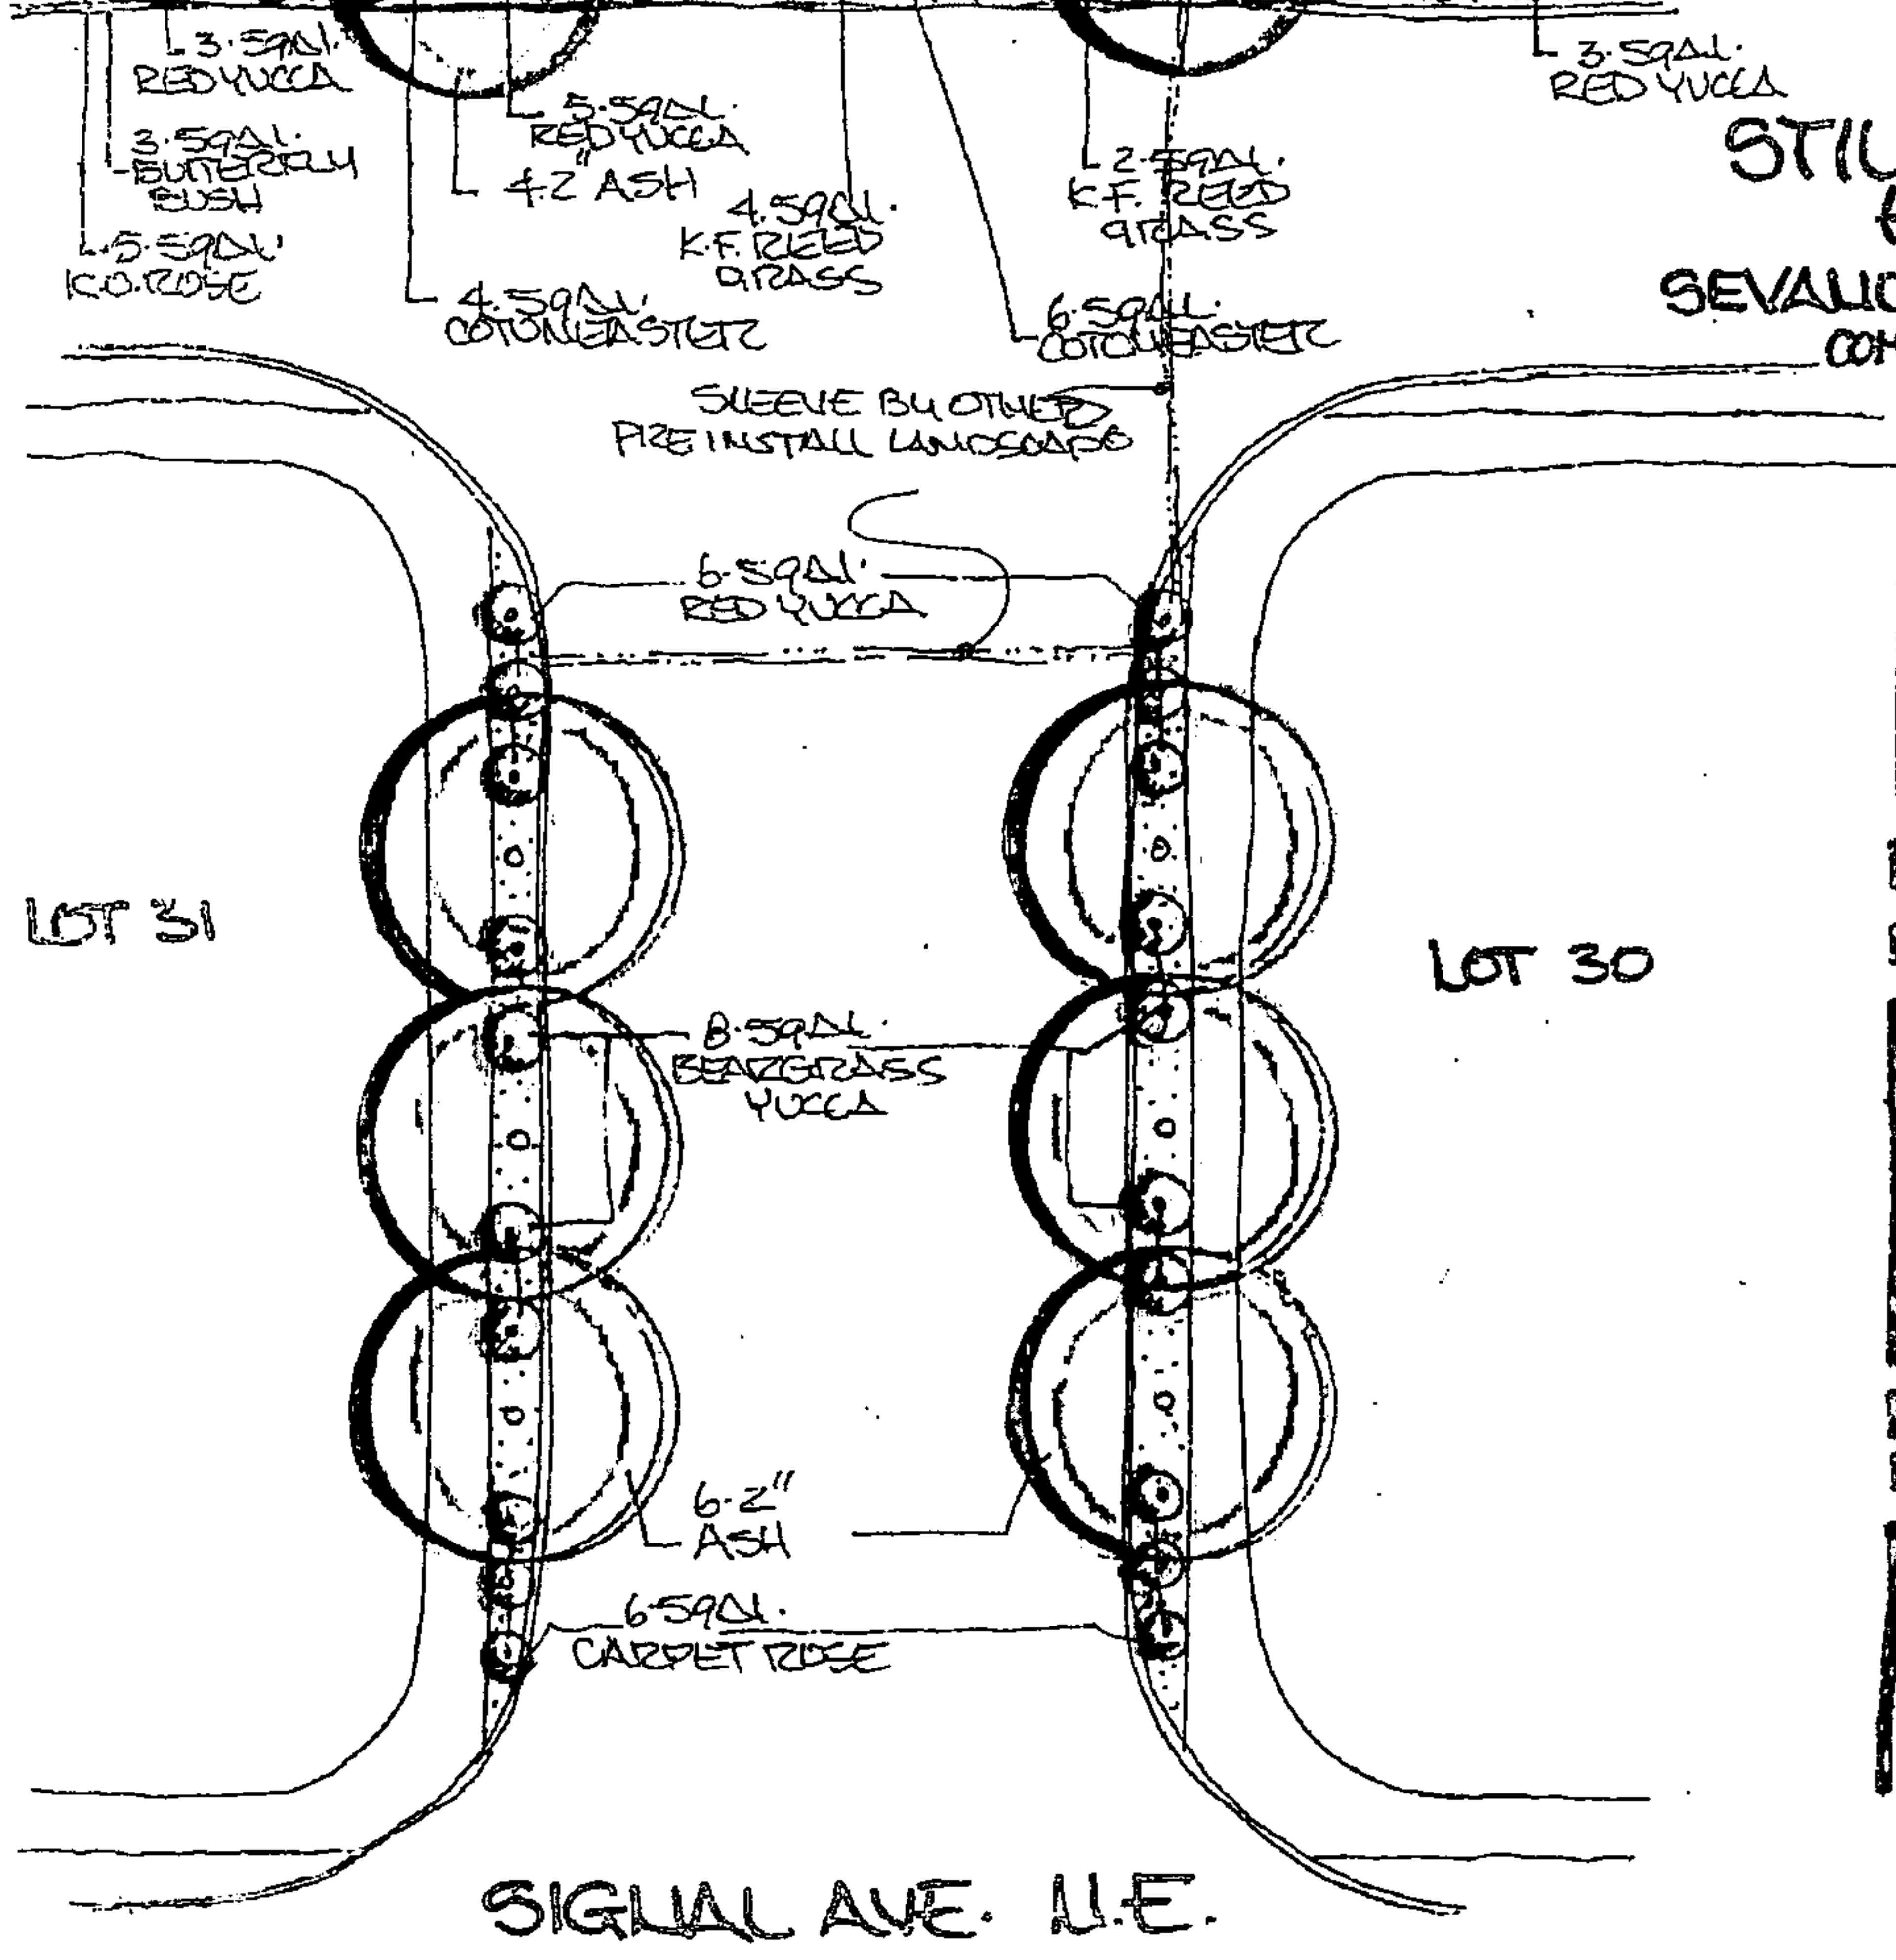 3·5gAl.
RED YUCCA
3·5gAl.
BUTTERFLY
BUSH
5·5gAl.
K.O. ROSE
5·5gAl.
RED YUCCA
4·2" ASH
4·5gAl.
K.F. REED
GRASS
4·5gAl.
COTONEASTER
2·5gAl.
K.F. REED
GRASS
6·5gAl.
COTONEASTER
3·5gAl.
RED YUCCA
STIL
SEVANO
COM
SLEEVE BY OTHERS
PRE INSTALL LANDSCAPE
6·5gAl.
RED YUCCA
LOT 31
LOT 30
8·5gAl.
BEARGRASS
YUCCA
6·2"
ASH
6·5gAl.
CARPET ROSE
SIGNAL AVE. N.E.